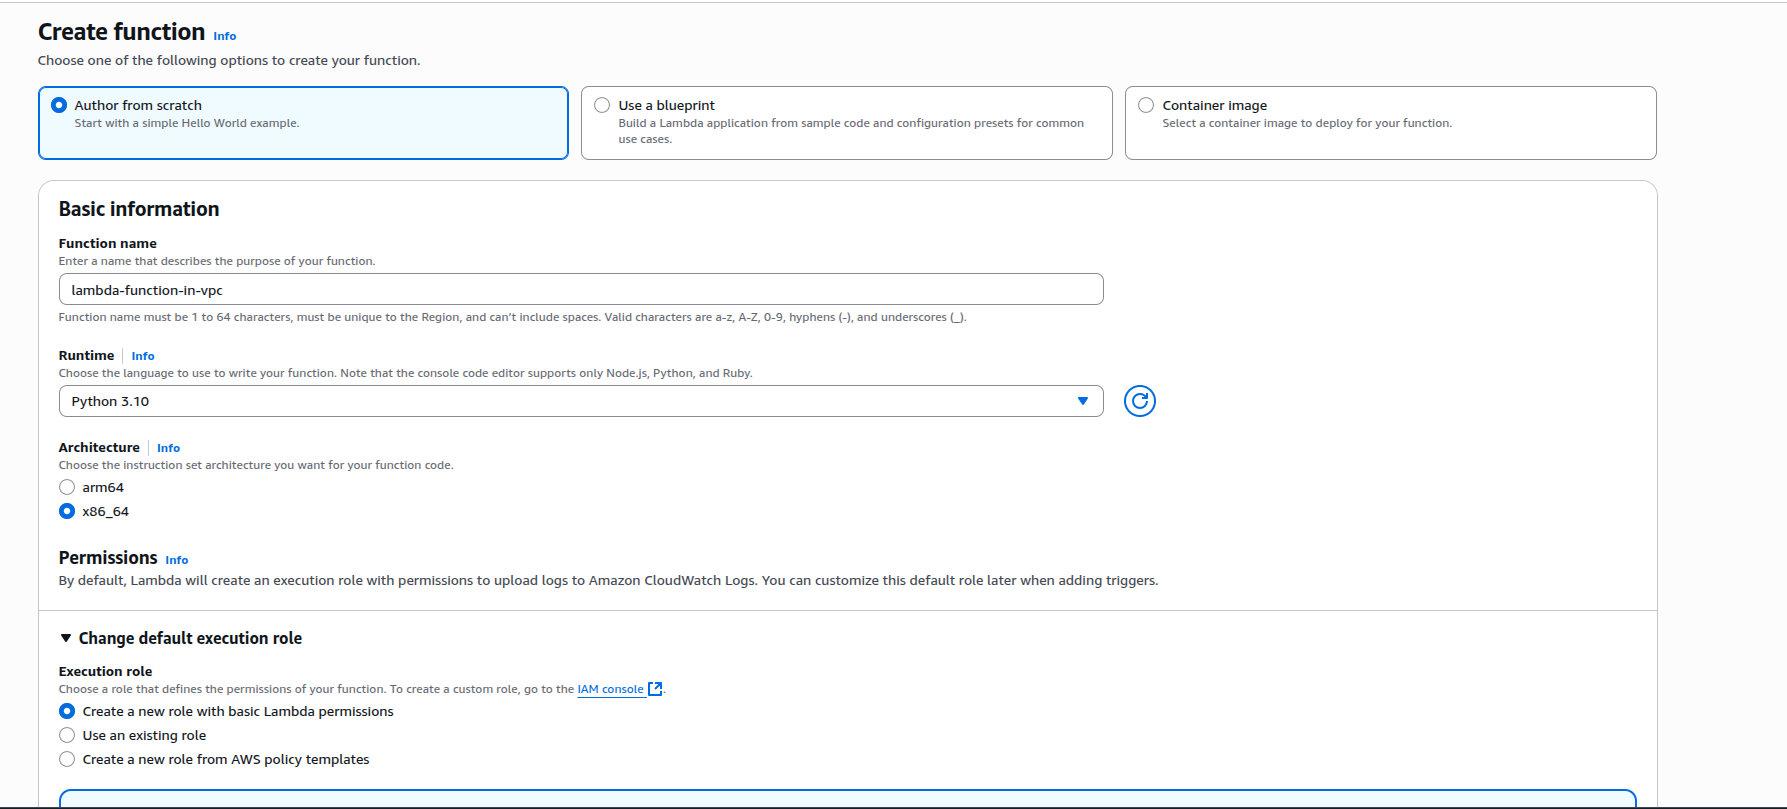 Create function Info
Choose one of the following options to create your function.
Author from scratch
Start with a simple Hello World example.
Use a blueprint
Build a Lambda application from sample code and configuration presets for common
use cases.
Container image
Select a container image to deploy for your function.
Basic information
Function name
Enter a name that describes the purpose of your function.
lambda-function-in-vpc
Function name must be 1 to 64 characters, must be unique to the Region, and can't include spaces. Valid characters are a-z, A-Z, 0-9, hyphens (-), and underscores (_).
Runtime Info
Choose the language to use to write your function. Note that the console code editor supports only Node.js, Python, and Ruby.
Python 3.10
Architecture Info
Choose the instruction set architecture you want for your function code.
arm64
x86_64
Permissions Info
By default, Lambda will create an execution role with permissions to upload logs to Amazon CloudWatch Logs. You can customize this default role later when adding triggers.
Change default execution role
Execution role
Choose a role that defines the permissions of your function. To create a custom role, go to the IAM console.
Create a new role with basic Lambda permissions
Use an existing role
Create a new role from AWS policy templates